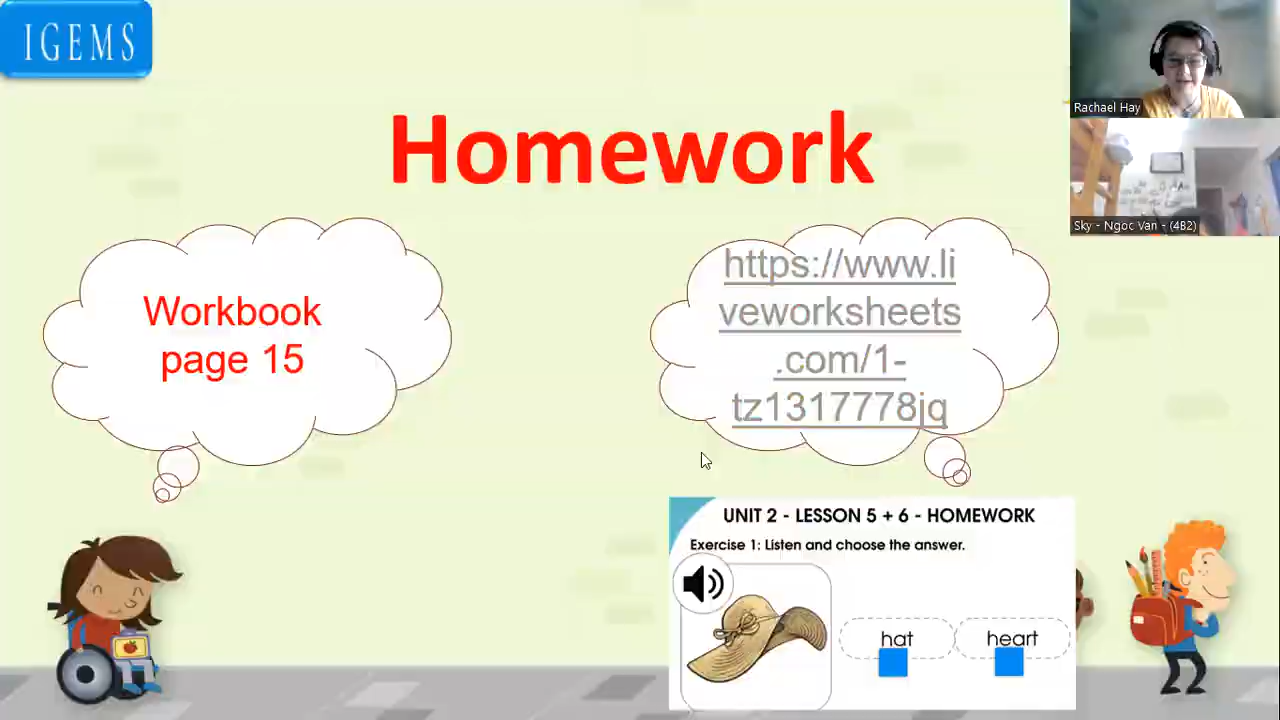 IGEMS
Homework
Workbook
page 15
https://www.li
veworksheets
.com/1-
tz1317778jq
UNIT 2 - LESSON 5 + 6 - HOMEWORK
Exercise 1: Listen and choose the answer.
hat
heart
Rachael Hay
Sky - Ngoc Van - (4B2)